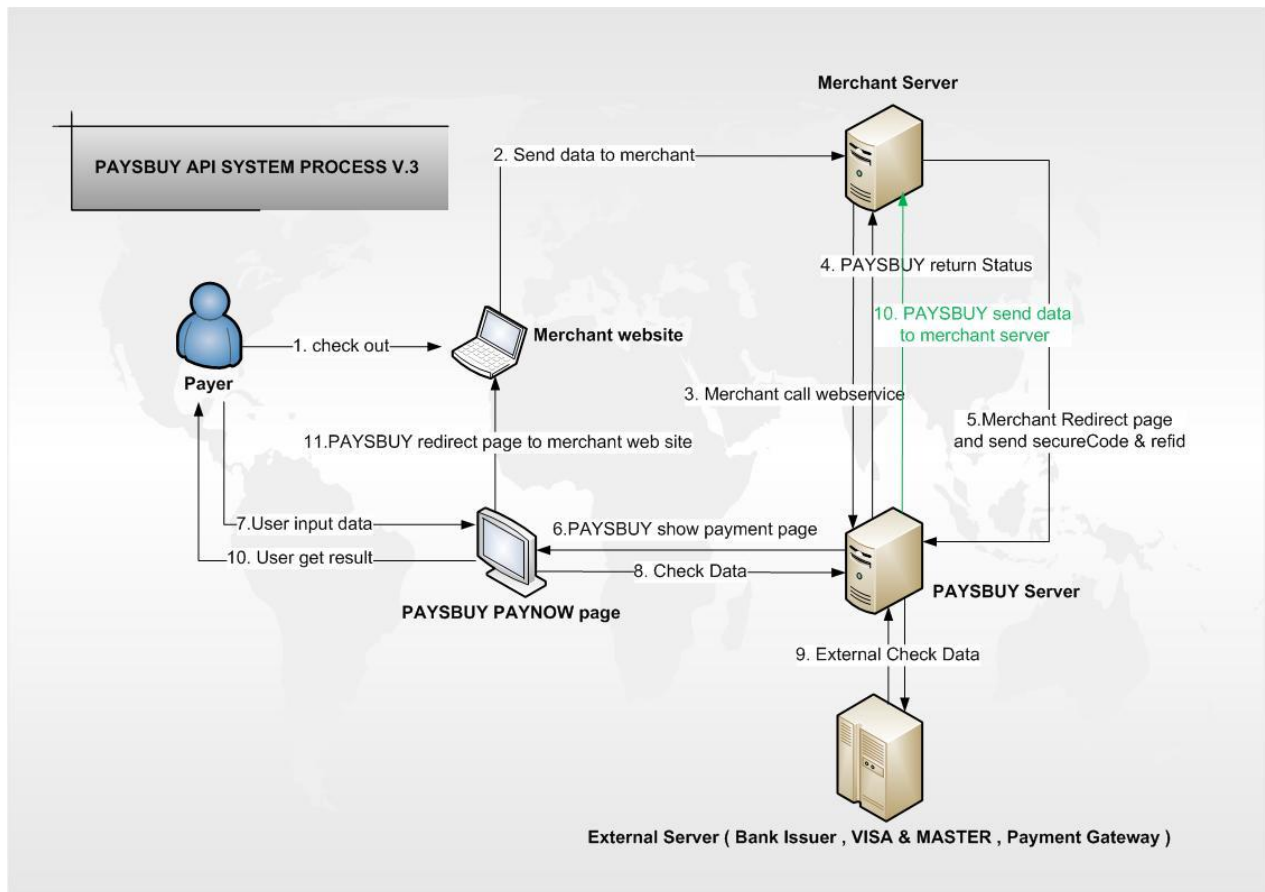 Merchant Server
PAYSBUY API SYSTEM PROCESS V.3
2. Send data to merchant
4. PAYSBUY return Status
10. PAYSBUY send data
to merchant server
Merchant website
1. check out
Payer
3. Merchant call webservice
5.Merchant Redirect page
and send secureCode & refid
11.PAYSBUY redirect page to merchant web site
7.User input data
6.PAYSBUY show payment page
10. User get result
8. Check Data
PAYSBUY PAYNOW page
PAYSBUY Server
9. External Check Data
External Server ( Bank Issuer , VISA & MASTER , Payment Gateway )